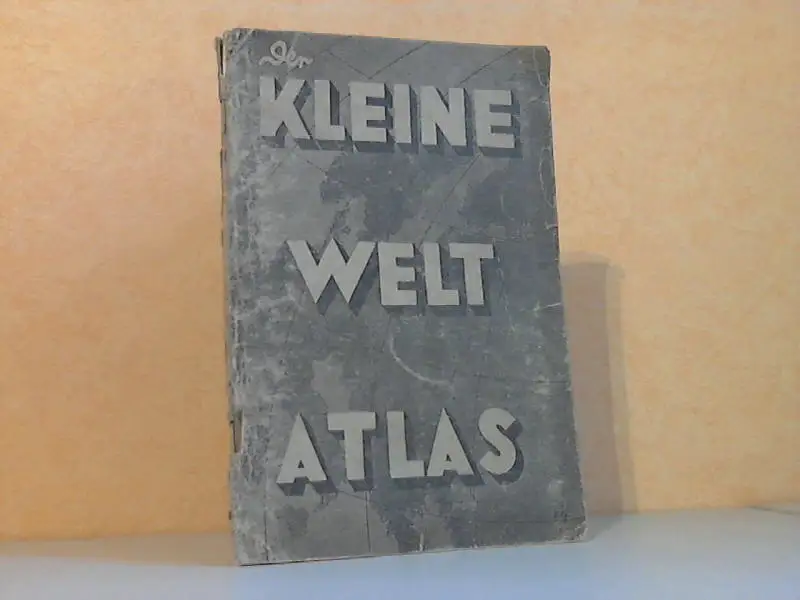 Der
KLEINE
WELT
ATLAS